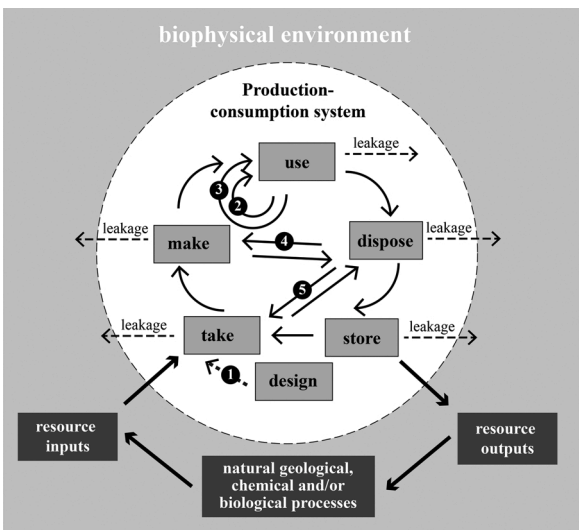 biophysical environment
Production-
consumption system
use
leakage
3
2
leakage
make
4
dispose
leakage
5
leakage
take
store
leakage
1
design
resource
inputs
resource
outputs
natural geological,
chemical and/or
biological processes